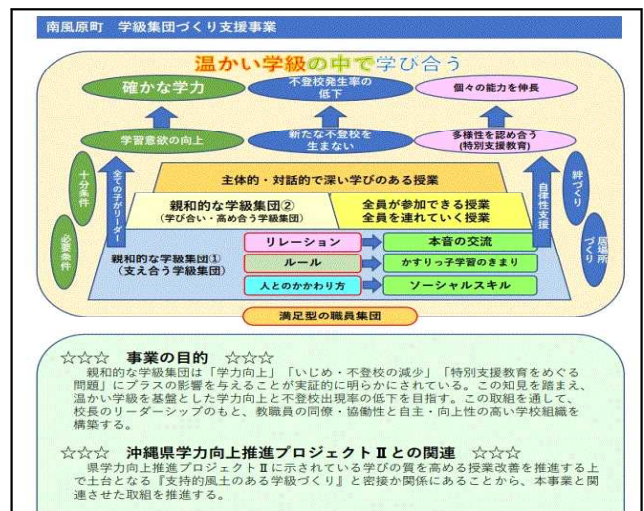 南風原町　学級集団づくり支援事業
温かい学級の中で学び合う
確かな学力
不登校発生率の
低下
個々の能力を伸長
学習意欲の向上
新たな不登校を
生まない
多様性を認め合う
(特別支援教育)
十分条件
必要条件
全ての子がリーダー
自体性支援
絆づくり
居場所
づくり
主体的・対話的で深い学びのある授業
親和的な学級集団②
（学び合い・高め合う学級集団）
全員が参加できる授業
全員を連れていく授業
親和的な学級集団①
（支え合う学級集団）
リレーション
本音の交流
ルール
かすりっ子学習のきまり
人とのかかわり方
ソーシャルスキル
満足型の職員集団
☆☆☆　事業の目的　☆☆☆
親和的な学級集団は「学力向上」「いじめ・不登校の減少」「特別支援教育をめぐる
問題」にプラスの影響を与えることが実証的に明らかにされている。この知見を踏まえ、
温かい学級を基盤とした学力向上と不登校出現率の低下を目指す。この取組を通して、
校長のリーダーシップのもと、教職員の同僚・協働性と自主・向上性の高い学校組織を
構築する。
☆☆☆　沖縄県学力向上推進プロジェクトⅡとの関連　☆☆☆
県学力向上推進プロジェクトⅡに示されている学びの質を高める授業改善を推進する上
で土台となる『支持的風土のある学級づくり』と密接か関係にあることから、本事業と関
連させた取組を推進する。